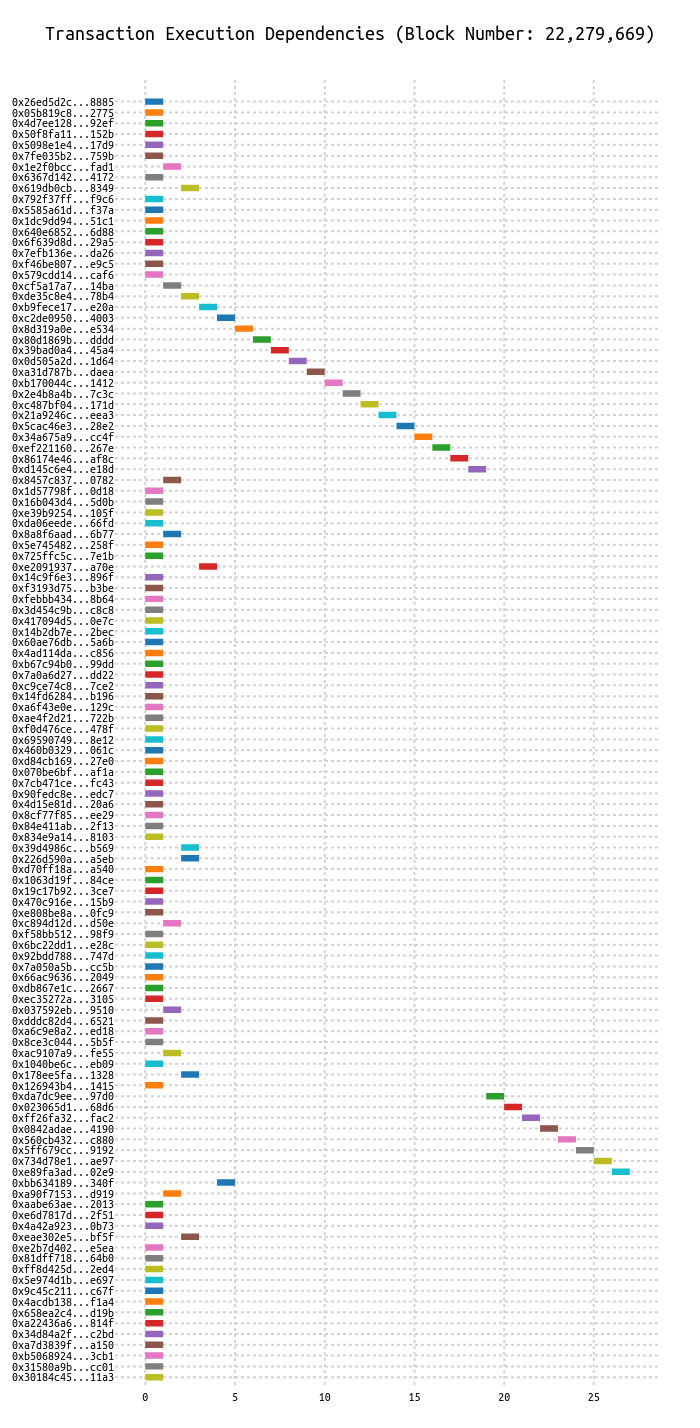 Transaction Execution Dependencies (Block Number: 22,279,669)
0x26ed5d2c...8885
0x05b819c8...2775
0x4d7ee128...92ef
0x50f8fa11...152b
0x5098e1e4...17d9
0x7fe035b2...759b
0x1e2f0bcc...fad1
0x6367d142...4172
0x619db0cb...8349
0x792f37ff...f9c6
0x5585a61d...f37a
0x1dc9dd94...51c1
0x640e6852...6d88
0x6f639d8d...29a5
0x7efb136e...da26
0xf46be807...e9c5
0x579cdd14...caf6
0xcf5a17a7...14ba
0xde35c8e4...78b4
0xb9fece17...e20a
0xc2de0950...4003
0x8d319a0e...e534
0x80d1869b...dddd
0x39bad0a4...45a4
0x0d505a2d...1d64
0xa31d787b...daea
0xb170044c...1412
0x2e4b8a4b...7c3c
0xc487bf04...171d
0x21a9246c...eea3
0x5cac46e3...28e2
0x34a675a9...cc4f
0xef221160...267e
0x86174e46...af8c
0xd145c6e4...e18d
0x8457c837...0782
0x1d57798f...0d18
0x16b043d4...5d0b
0xe39b9254...105f
0xda06eede...66fd
0x8a8f6aad...6b77
0x5e745482...258f
0x725ffc5c...7e1b
0xe2091937...a70e
0x14c9f6e3...896f
0xf3193d75...b3be
0xfebbb434...8b64
0x3d454c9b...c8c8
0x417094d5...0e7c
0x14b2db7e...2bec
0x60ae76db...5a6b
0x4ad114da...c856
0xb67c94b0...99dd
0x7a0a6d27...dd22
0xc9ce74c8...7ce2
0x14fd6284...b196
0xa6f43e0e...129c
0xae4f2d21...722b
0xf0d476ce...478f
0x69590749...8e12
0x460b0329...061c
0xd84cb169...27e0
0x070be6bf...af1a
0x7cb471ce...fc43
0x90fedc8e...edc7
0x4d15e81d...20a6
0x8cf77f85...ee29
0x84e411ab...2f13
0x834e9a14...8103
0x39d4986c...b569
0x226d590a...a5eb
0xd70ff18a...a540
0x1063d19f...84ce
0x19c17b92...3ce7
0x470c916e...15b9
0xe808be8a...0fc9
0xc894d12d...d50e
0xf58bb512...98f9
0x6bc22dd1...e28c
0x92bdd788...747d
0x7a050a5b...cc5b
0x66ac9636...2049
0xdb867e1c...2667
0xec35272a...3105
0x037592eb...9510
0xdddc82d4...6521
0xa6c9e8a2...ed18
0x8ce3c044...5b5f
0xac9107a9...fe55
0x1040be6c...eb09
0x178ee5fa...1328
0x126943b4...1415
0xda7dc9ee...97d0
0x023065d1...68d6
0xff26fa32...fac2
0x0842adae...4190
0x560cb432...c880
0x5ff679cc...9192
0x734d78e1...ae97
0xe89fa3ad...02e9
0xbb634189...340f
0xa90f7153...d919
0xaabe63ae...2013
0xe6d7817d...2f51
0x4a42a923...0b73
0xeae302e5...bf5f
0xe2b7d402...e5ea
0x81dff718...64b0
0xff8d425d...2ed4
0x5e974d1b...e697
0x9c45c211...c67f
0x4acdb138...f1a4
0x658ea2c4...d19b
0xa22436a6...814f
0x34d84a2f...c2bd
0xa7d3839f...a150
0xb5068924...3cb1
0x31580a9b...cc01
0x30184c45...11a3
0 5 10 15 20 25